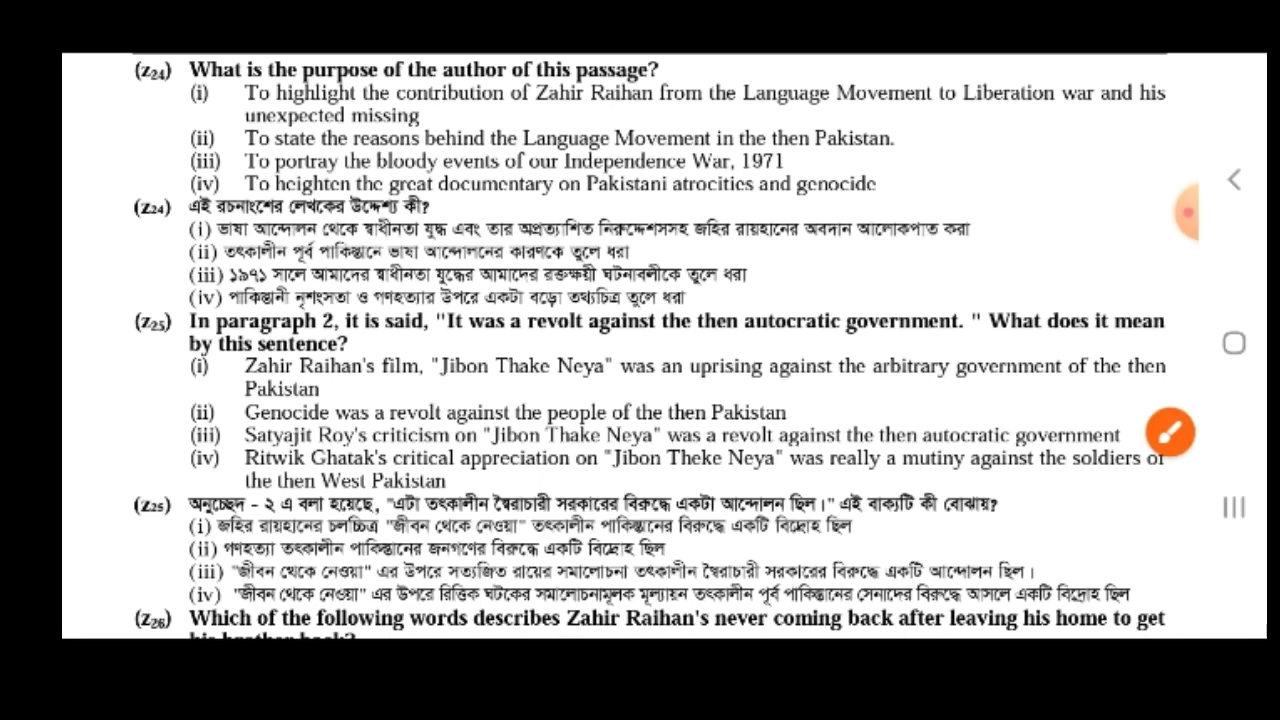 (z24) What is the purpose of the author of this passage?
(i) To highlight the contribution of Zahir Raihan from the Language Movement to Liberation war and his
unexpected missing
(ii) To state the reasons behind the Language Movement in the then Pakistan.
(iii) To portray the bloody events of our Independence War, 1971
(iv) To heighten the great documentary on Pakistani atrocities and genocide
(z24) এই রচনাংশের লেখকের উদ্দেশ্য কী?
(i) ভাষা আন্দোলন থেকে স্বাধীনতা যুদ্ধ এবং তার অপ্রত্যাশিত নিরুদ্দেশসহ জহির রায়হানের অবদান আলোকপাত করা
(ii) তৎকালীন পূর্ব পাকিস্তানে ভাষা আন্দোলনের কারণকে তুলে ধরা
(iii) ১৯৭১ সালে আমাদের স্বাধীনতা যুদ্ধের আমাদের রক্তক্ষয়ী ঘটনাবলীকে তুলে ধরা
(iv) পাকিস্তানী নৃশংসতা ও গণহত্যার উপরে একটা বড়ো তথ্যচিত্র তুলে ধরা
(z25) In paragraph 2, it is said, "It was a revolt against the then autocratic government. " What does it mean
by this sentence?
(i) Zahir Raihan's film, "Jibon Thake Neya" was an uprising against the arbitrary government of the then
Pakistan
(ii) Genocide was a revolt against the people of the then Pakistan
(iii) Satyajit Roy's criticism on "Jibon Thake Neya" was a revolt against the then autocratic government
(iv) Ritwik Ghatak's critical appreciation on "Jibon Theke Neya" was really a mutiny against the soldiers of
the then West Pakistan
(z25) অনুচ্ছেদ - ২ এ বলা হয়েছে, "এটা তৎকালীন স্বৈরাচারী সরকারের বিরুদ্ধে একটা আন্দোলন ছিল।" এই বাক্যটি কী বোঝায়?
(i) জহির রায়হানের চলচ্চিত্র "জীবন থেকে নেওয়া" তৎকালীন পাকিস্তানের বিরুদ্ধে একটি বিদ্রোহ ছিল
(ii) গণহত্যা তৎকালীন পাকিস্তানের জনগণের বিরুদ্ধে একটি বিদ্রোহ ছিল
(iii) "জীবন থেকে নেওয়া" এর উপরে সত্যজিত রায়ের সমালোচনা তৎকালীন স্বৈরাচারী সরকারের বিরুদ্ধে একটি আন্দোলন ছিল।
(iv) "জীবন থেকে নেওয়া" এর উপরে রিত্তিক ঘটকের সমালোচনামূলক মূল্যায়ন তৎকালীন পূর্ব পাকিস্তানের সেনাদের বিরুদ্ধে আসলে একটি বিদ্রোহ ছিল
(z26) Which of the following words describes Zahir Raihan's never coming back after leaving his home to get
his brother back?